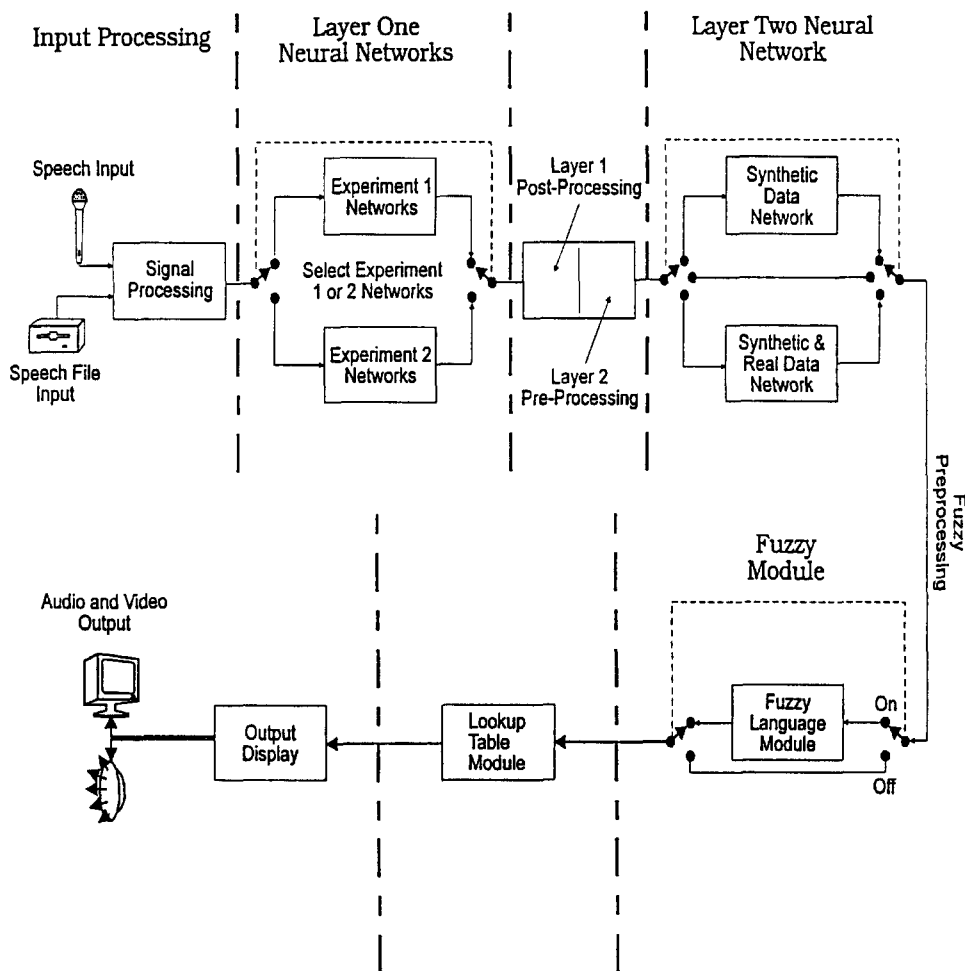 Input Processing
Layer One
Neural Networks
Layer Two Neural
Network
Speech Input
Signal
Processing
Speech File
Input
Experiment 1
Networks
Select Experiment
1 or 2 Networks
Experiment 2
Networks
Layer 1
Post-Processing
Layer 2
Pre-Processing
Synthetic
Data
Network
Synthetic &
Real Data
Network
Fuzzy
Preprocessing
Fuzzy
Module
On
Fuzzy
Language
Module
Off
Lookup
Table
Module
Output
Display
Audio and Video
Output